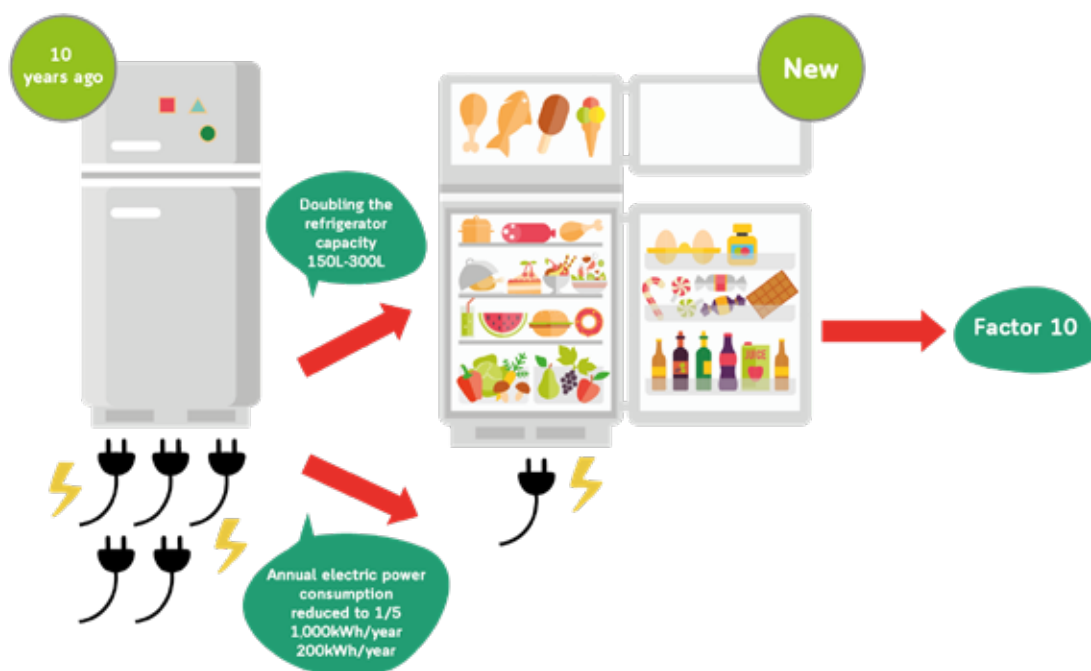 10
years ago
New
Doubling the
refrigerator
capacity
150L-300L
JUICE
Factor 10
Annual electric power
consumption
reduced to 1/5
1,000kWh/year
200kWh/year